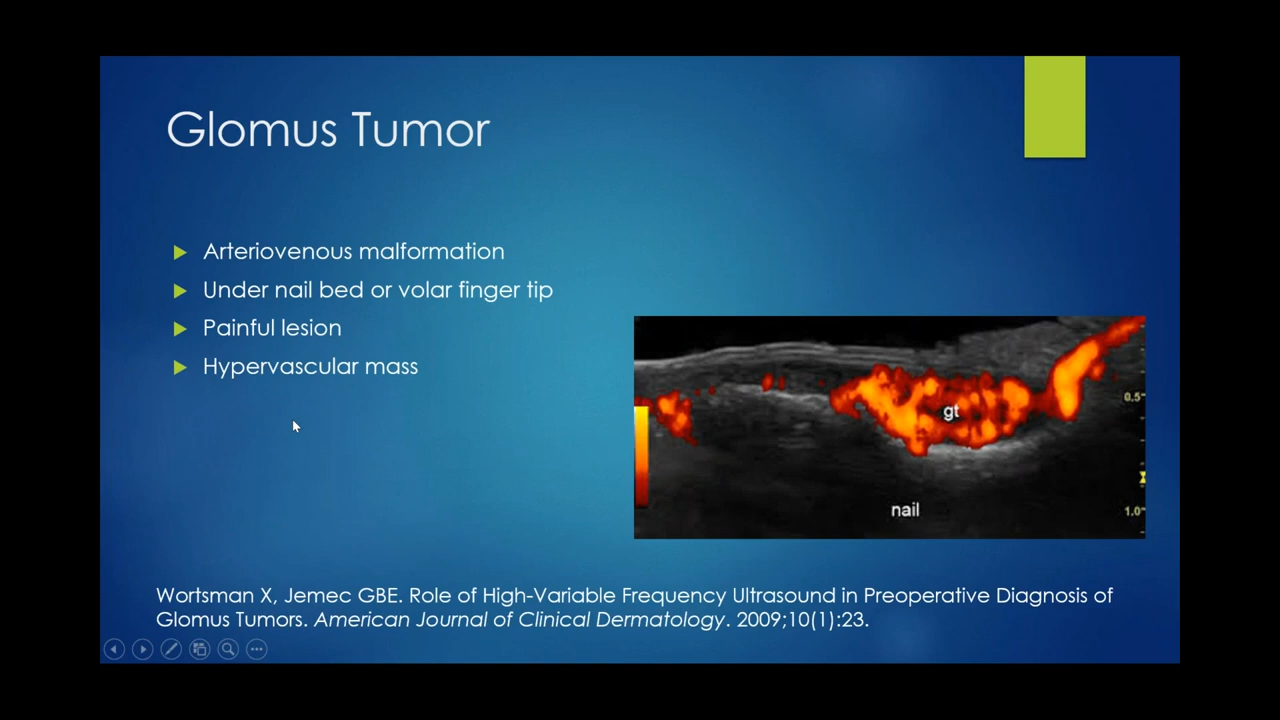 Glomus Tumor
Arteriovenous malformation
Under nail bed or volar finger tip
Painful lesion
Hypervascular mass
gt
0.5
nail
1.0
Wortsman X, Jemec GBE. Role of High-Variable Frequency Ultrasound in Preoperative Diagnosis of
Glomus Tumors. American Journal of Clinical Dermatology. 2009;10(1):23.